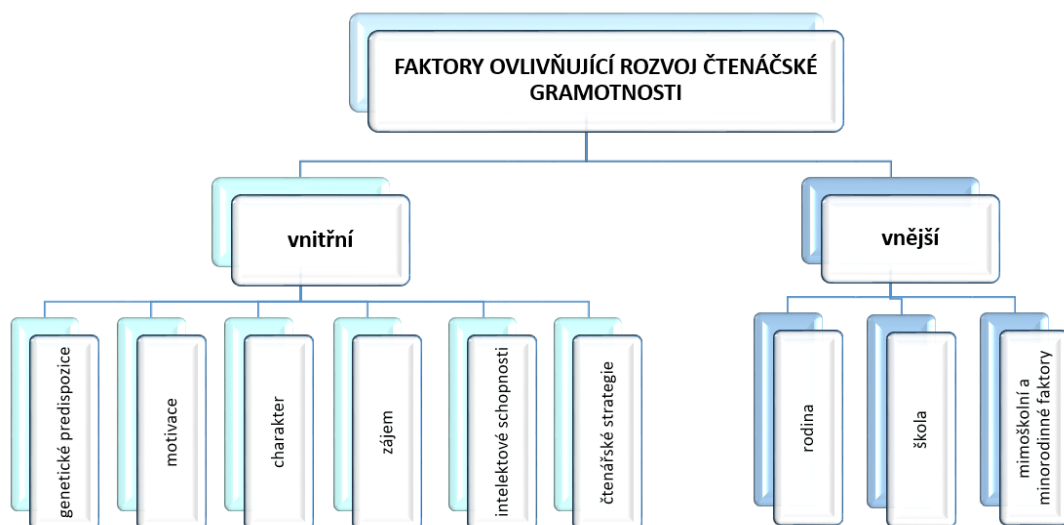 FAKTORY OVLIVŇUJÍCÍ ROZVOJ ČTENÁČSKÉ
GRAMOTNOSTI
vnitřní
vnější
genetické predispozice
motivace
charakter
zájem
intelektové schopnosti
čtenářské strategie
rodina
škola
mimoškolní a
minorodinné faktory